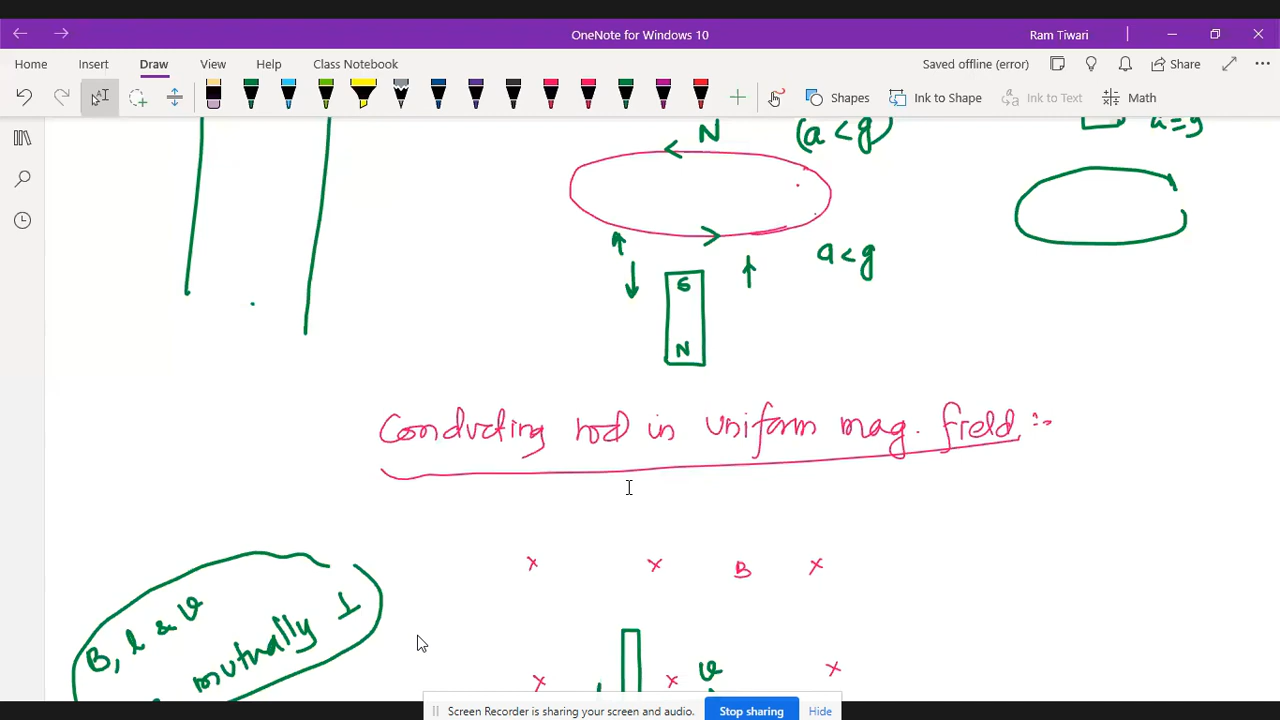 OneNote for Windows 10
Ram Tiwari
Home Insert Draw View Help Class Notebook
Saved offline (error)
Share
Shapes
Ink to Shape
Ink to Text
Math
N
(a < g)
a = g
a < g
S
N
Conducting rod in uniform mag. field :-
x x B x
B, l & v
mutually ⊥
x x v x
Screen Recorder is sharing your screen and audio.
Stop sharing
Hide